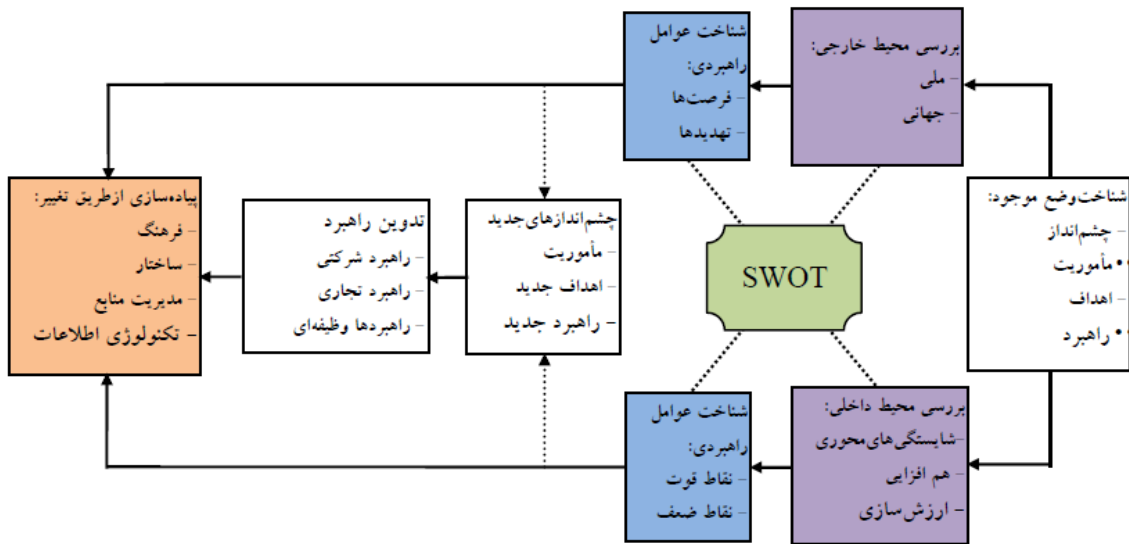 شناخت‌وضع موجود:
– چشم‌انداز
•• مأموریت
– اهداف
•• راهبرد
بررسی محیط خارجی:
– ملی
– جهانی
شناخت عوامل
راهبردی:
– فرصت‌ها
– تهدیدها
SWOT
بررسی محیط داخلی:
–شایستگی‌های‌محوری
– هم افزایی
– ارزش‌سازی
شناخت عوامل
راهبردی:
– نقاط قوت
– نقاط ضعف
چشم‌اندازهای‌جدید
– مأموریت
– اهداف جدید
– راهبرد جدید
تدوین راهبرد
– راهبرد شرکتی
– راهبرد تجاری
– راهبردها وظیفه‌ای
پیاده‌سازی ازطریق تغییر:
– فرهنگ
– ساختار
– مدیریت منابع
– تکنولوژی اطلاعات